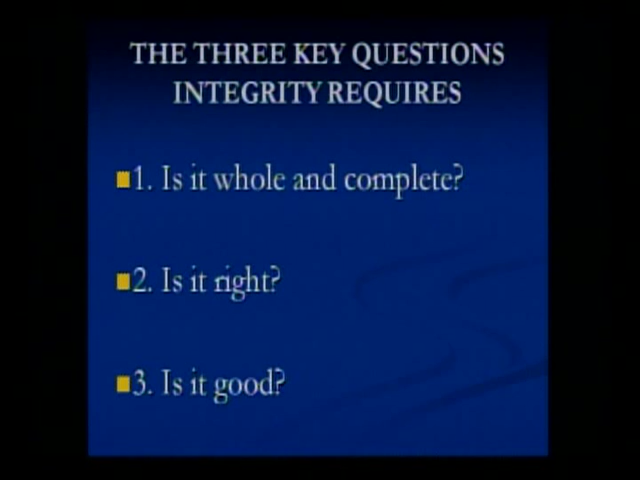 THE THREE KEY QUESTIONS
INTEGRITY REQUIRES
1. Is it whole and complete?
2. Is it right?
3. Is it good?